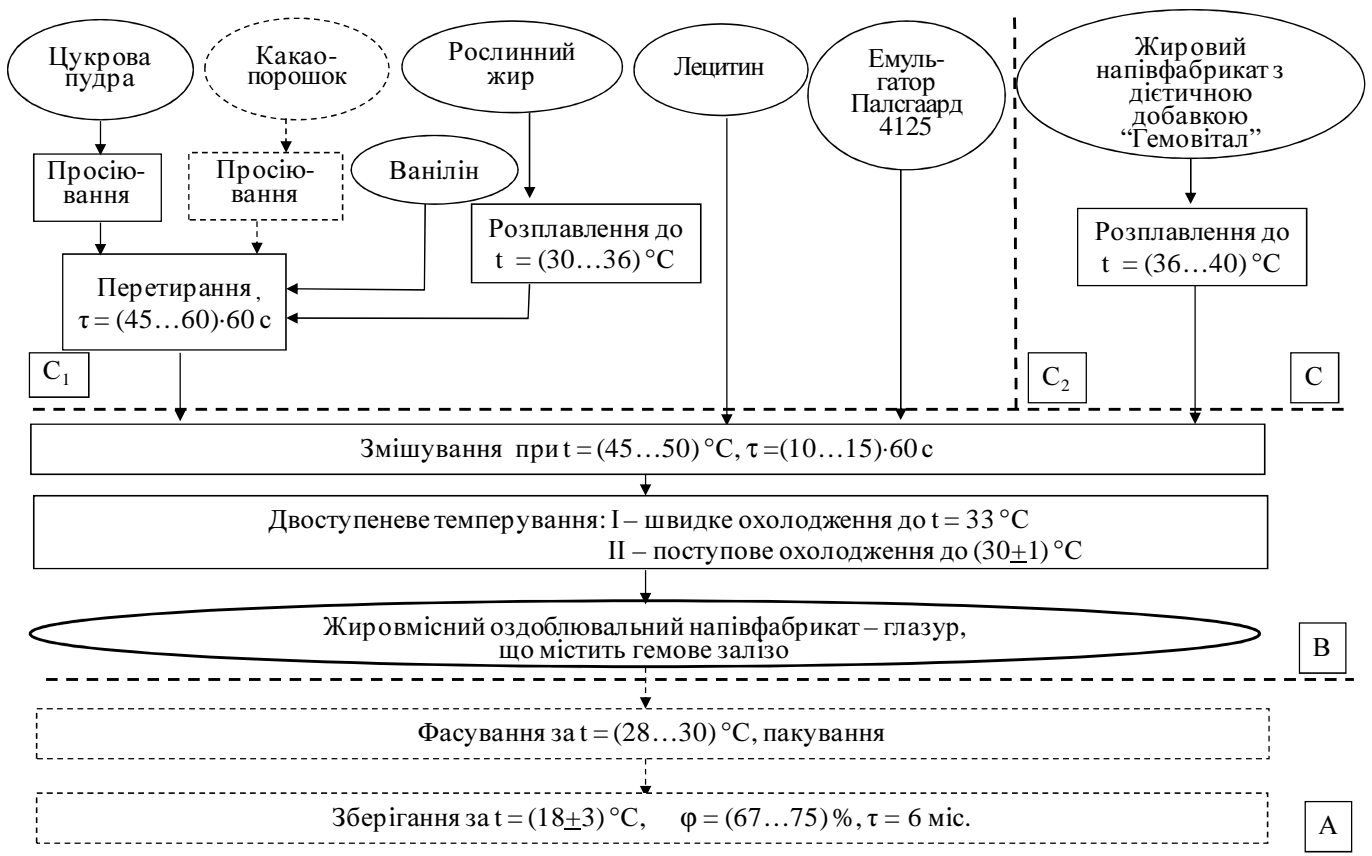 Цукрова
пудра
Какао-
порошок
Рослинний
жир
Лецитин
Емуль-
гатор
Палсгаард
4125
Жировий
напівфабрикат з
дієтичною
добавкою
“Гемовітал”
Просію-
вання
Просію-
вання
Ванілін
Розплавлення до
t = (30…36) °С
Розплавлення до
t = (36…40) °С
Перетирання,
τ = (45…60)·60 с
С₁
С₂
С
Змішування при t = (45…50) °С, τ =(10…15)·60 с
Двоступеневе темперування: I – швидке охолодження до t = 33 °С
II – поступове охолодження до (30±1) °С
Жировмісний оздоблювальний напівфабрикат – глазур,
що містить гемове залізо
В
Фасування за t = (28…30) °С, пакування
Зберігання за t = (18±3) °С, φ = (67…75) %, τ = 6 міс.
А